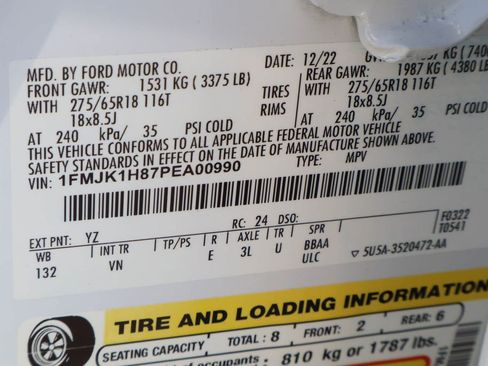 MFD. BY FORD MOTOR CO.
12/22
FRONT GAWR: 1531 KG ( 3375 LB)
REAR GAWR: 1987 KG ( 4380 LB)
WITH 275/65R18 116T TIRES WITH 275/65R18 116T
18x8.5J RIMS 18x8.5J
AT 240 kPa/ 35 PSI COLD AT 240 kPa/ 35 PSI COLD
THIS VEHICLE CONFORMS TO ALL APPLICABLE FEDERAL MOTOR VEHICLE
SAFETY STANDARDS IN EFFECT ON THE DATE OF MANUFACTURE SHOWN ABOVE.
VIN: 1FMJK1H87PEA00990 TYPE: MPV
F0322
T0541
EXT PNT: YZ RC: 24 DSO:
WB INT TR TP/PS R AXLE TR SPR
132 VN E 3L U BBAA
ULC
▽ 5U5A-3520472-AA
TIRE AND LOADING INFORMATION
SEATING CAPACITY TOTAL : 8 FRONT: 2 REAR: 6
occupants 810 kg or 1787 lbs.